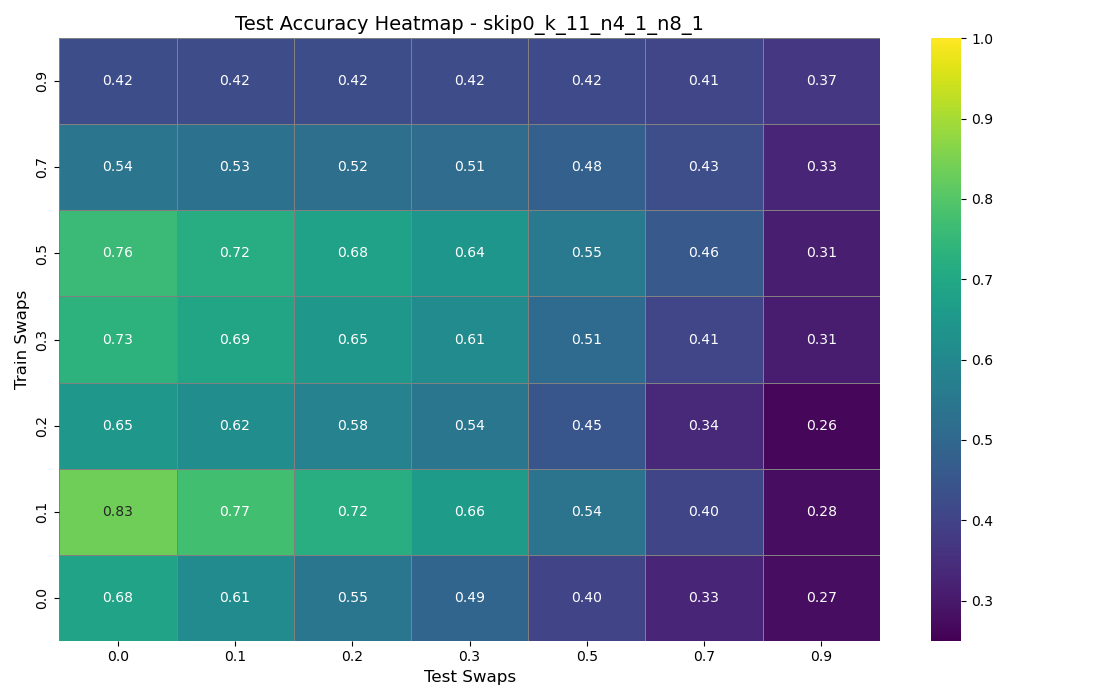 Test Accuracy Heatmap - skip0_k_11_n4_1_n8_1
Train Swaps
0.9 0.42 0.42 0.42 0.42 0.42 0.41 0.37
0.7 0.54 0.53 0.52 0.51 0.48 0.43 0.33
0.5 0.76 0.72 0.68 0.64 0.55 0.46 0.31
0.3 0.73 0.69 0.65 0.61 0.51 0.41 0.31
0.2 0.65 0.62 0.58 0.54 0.45 0.34 0.26
0.1 0.83 0.77 0.72 0.66 0.54 0.40 0.28
0.0 0.68 0.61 0.55 0.49 0.40 0.33 0.27
0.0 0.1 0.2 0.3 0.5 0.7 0.9
Test Swaps
1.0
0.9
0.8
0.7
0.6
0.5
0.4
0.3